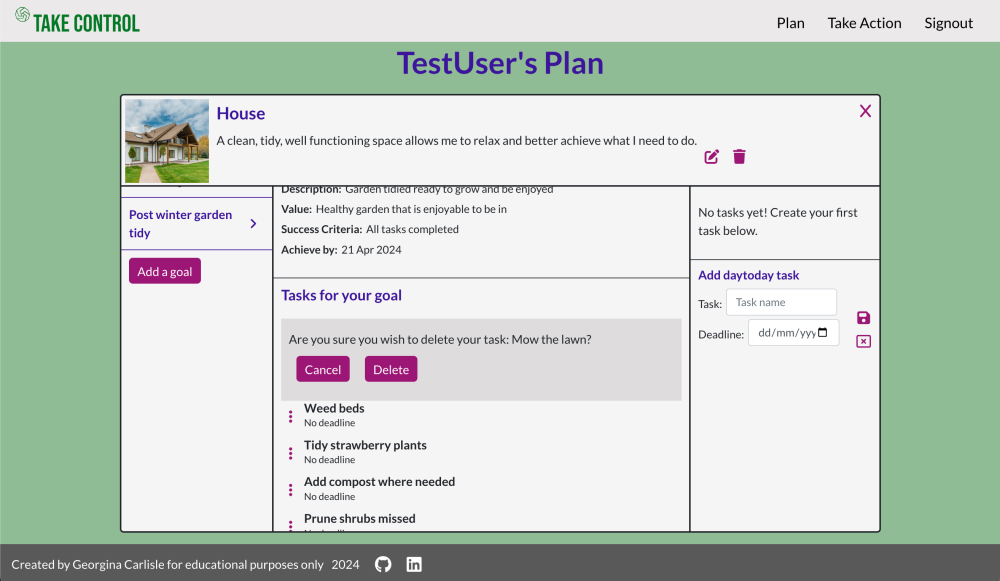 TAKE CONTROL
Plan
Take Action
Signout
TestUser's Plan
House
A clean, tidy, well functioning space allows me to relax and better achieve what I need to do.
Post winter garden
tidy
Add a goal
Description: Garden tidied ready to grow and be enjoyed
Value: Healthy garden that is enjoyable to be in
Success Criteria: All tasks completed
Achieve by: 21 Apr 2024
Tasks for your goal
Are you sure you wish to delete your task: Mow the lawn?
Cancel
Delete
Weed beds
No deadline
Tidy strawberry plants
No deadline
Add compost where needed
No deadline
Prune shrubs missed
No tasks yet! Create your first
task below.
Add daytoday task
Task: Task name
Deadline: dd/mm/yyy
Created by Georgina Carlisle for educational purposes only 2024